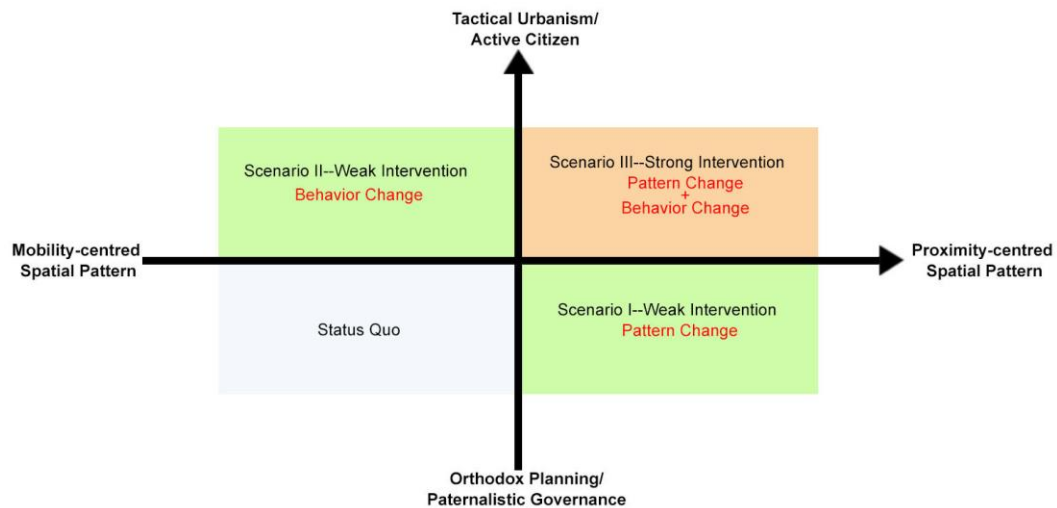 Tactical Urbanism/
Active Citizen
Scenario II--Weak Intervention
Behavior Change
Scenario III--Strong Intervention
Pattern Change
+
Behavior Change
Mobility-centred
Spatial Pattern
Proximity-centred
Spatial Pattern
Status Quo
Scenario I--Weak Intervention
Pattern Change
Orthodox Planning/
Paternalistic Governance